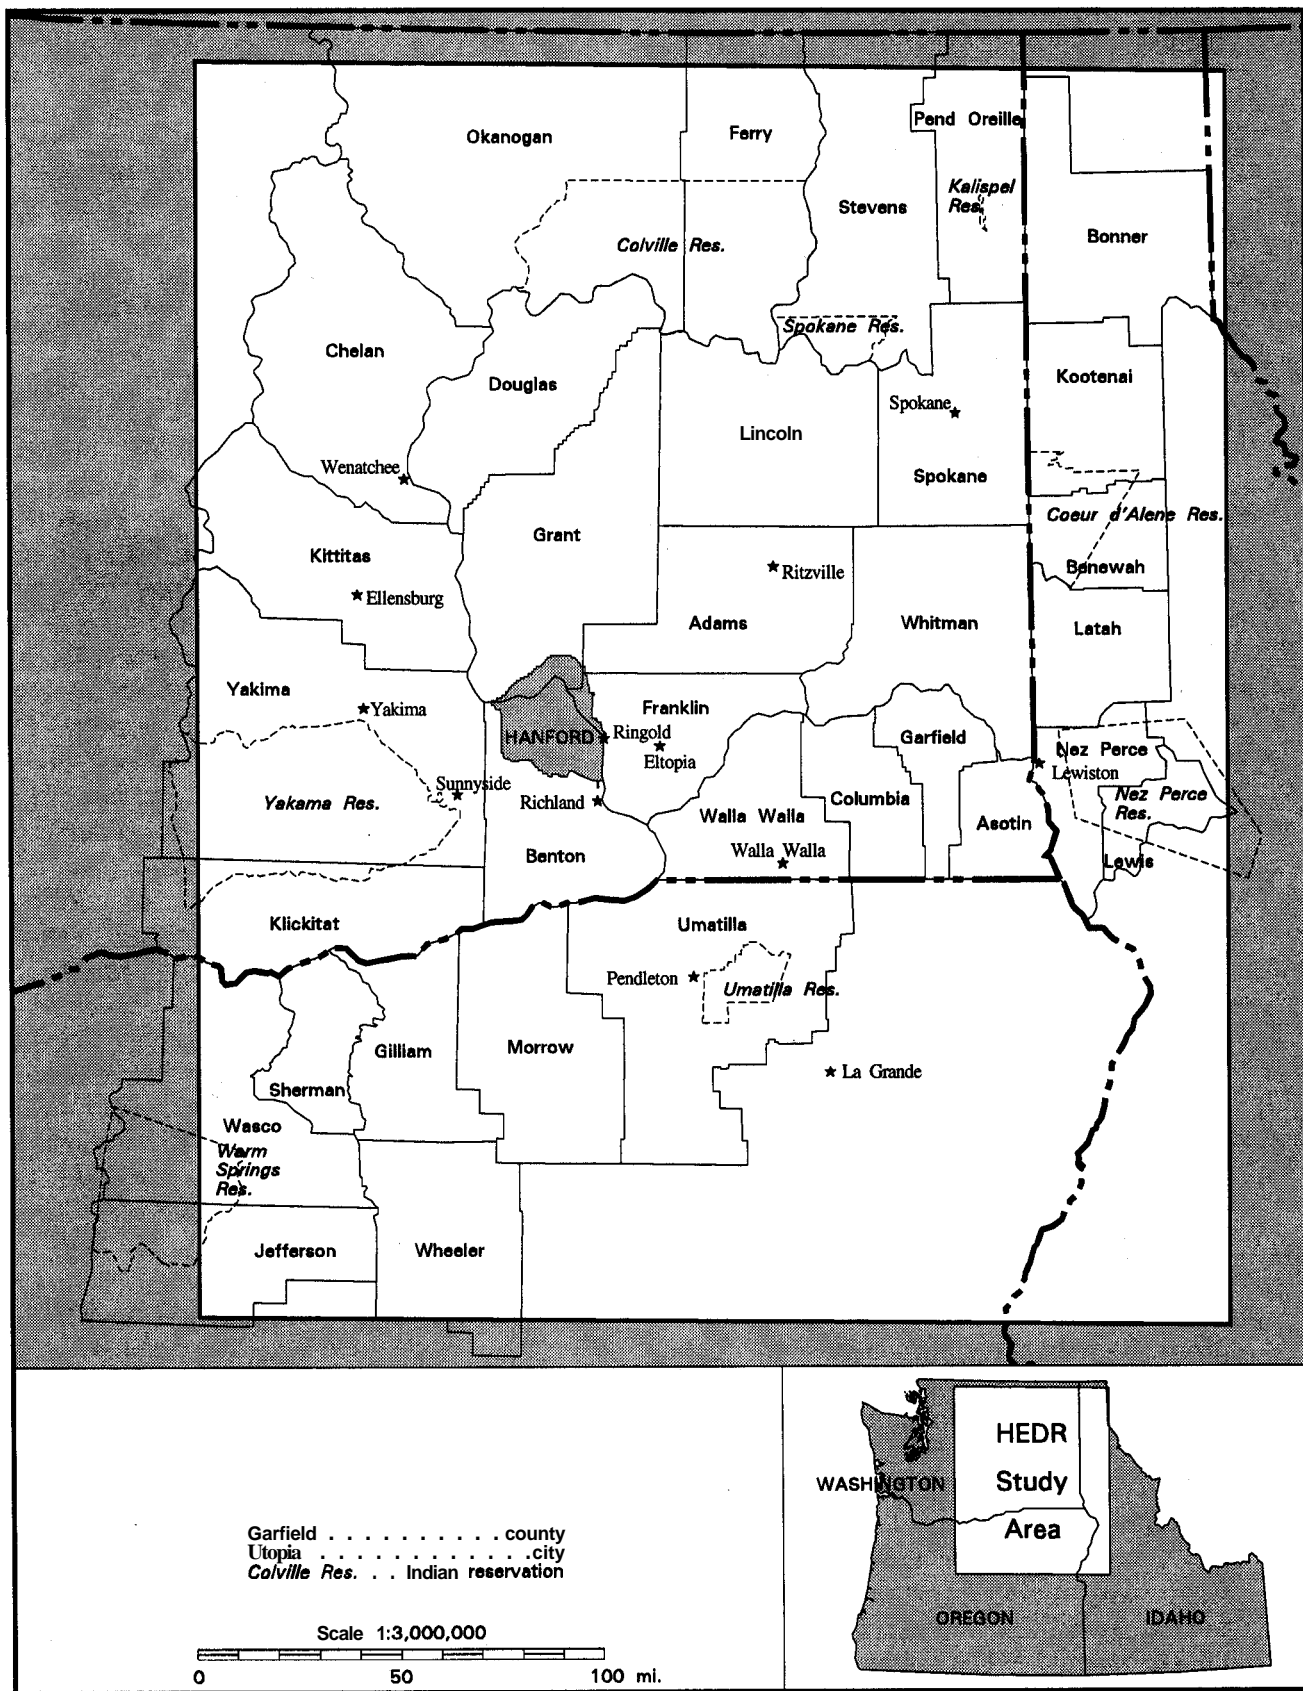 Okanogan
Ferry
Pend Oreille
Stevens
Kalispel
Res.
Bonner
Colville Res.
Spokane Res.
Chelan
Douglas
Kootenai
Spokane
Lincoln
Wenatchee
Spokane
Coeur d'Alene Res.
Grant
Kittitas
Benewah
Ritzville
Ellensburg
Adams
Whitman
Latah
Yakima
Yakima
Franklin
HANFORD
Ringold
Eltopia
Garfield
Nez Perce
Lewiston
Sunnyside
Yakama Res.
Richland
Columbia
Nez Perce
Res.
Walla Walla
Asotin
Benton
Walla Walla
Lewis
Klickitat
Umatilla
Pendleton
Umatilla Res.
Gilliam
Morrow
La Grande
Sherman
Wasco
Warm
Springs
Res.
Jefferson
Wheeler
HEDR
Study
Area
WASHINGTON
OREGON
IDAHO
Garfield . . . . . . . . . . county
Utopia . . . . . . . . . . . . .city
Colville Res. . . Indian reservation
Scale 1:3,000,000
0 50 100 mi.